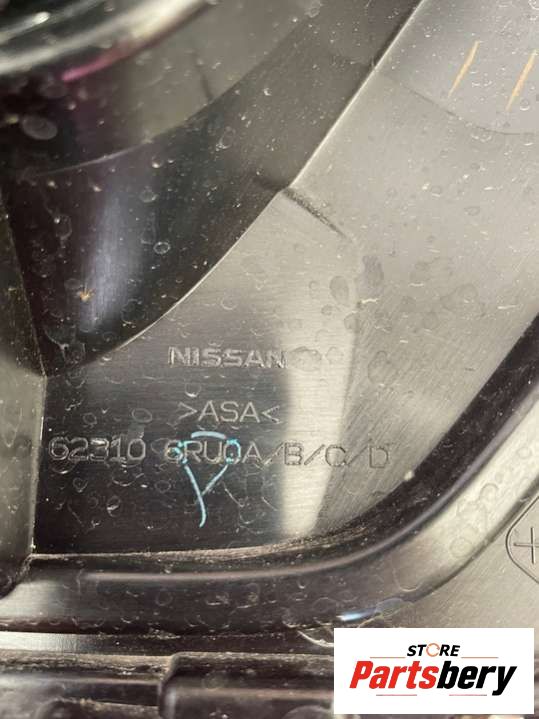 NISSAN
>ASA<
62310 6RU0A/B/C/D
STORE
Partsbery